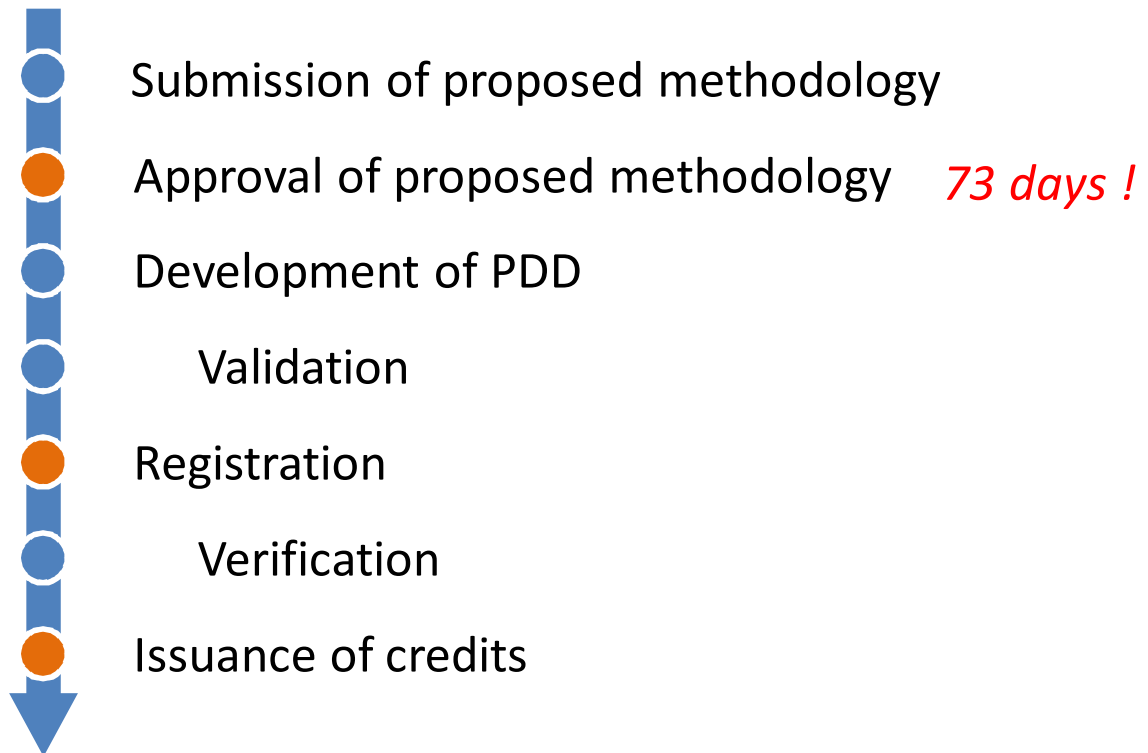 Submission of proposed methodology
Approval of proposed methodology 73 days !
Development of PDD
Validation
Registration
Verification
Issuance of credits